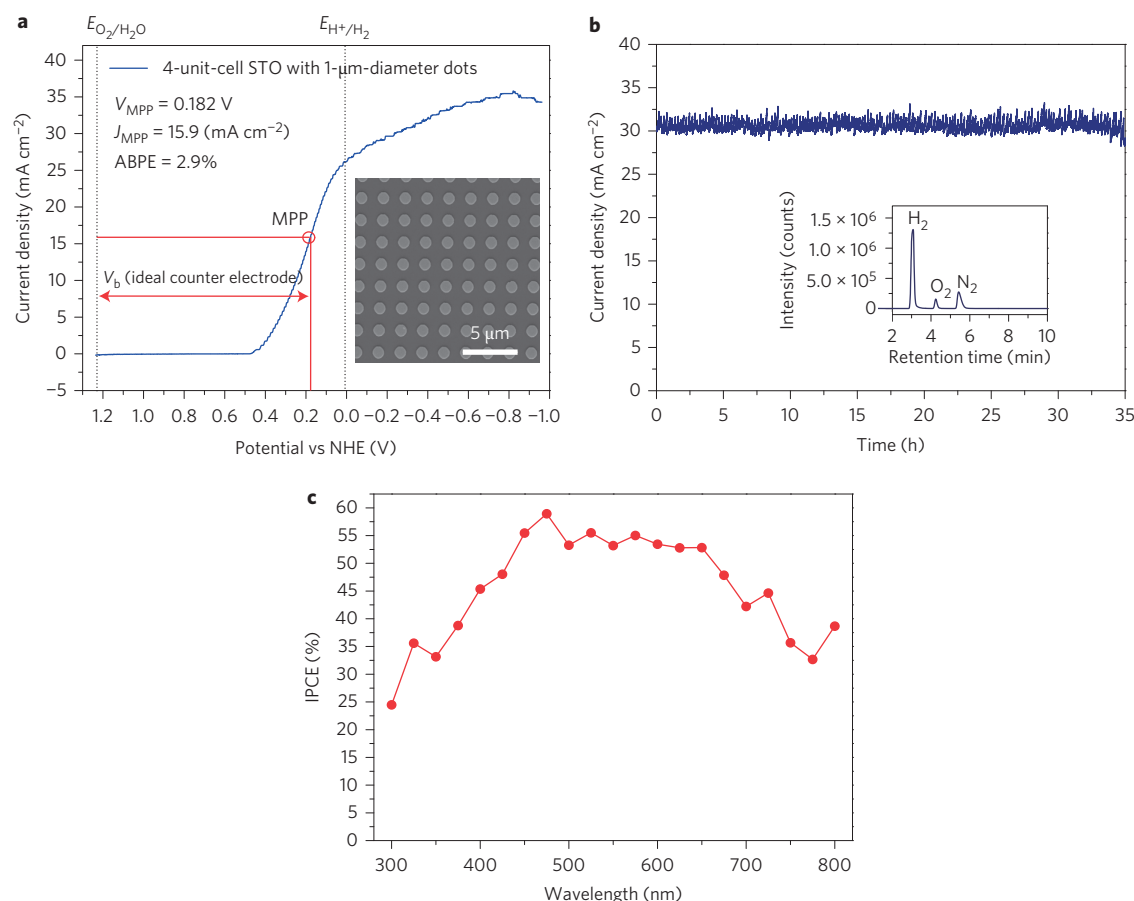 a
E O₂/H₂O
E H⁺/H₂
4-unit-cell STO with 1-μm-diameter dots
V MPP = 0.182 V
J MPP = 15.9 (mA cm⁻²)
ABPE = 2.9%
MPP
V b (ideal counter electrode)
5 μm
Current density (mA cm⁻²)
40
35
30
25
20
15
10
5
0
−5
1.2 1.0 0.8 0.6 0.4 0.2 0.0 −0.2 −0.4 −0.6 −0.8 −1.0
Potential vs NHE (V)
b
Current density (mA cm⁻²)
40
35
30
25
20
15
10
5
0
0 5 10 15 20 25 30 35
Time (h)
Intensity (counts)
1.5 × 10⁶
1.0 × 10⁶
5.0 × 10⁵
0
H₂
O₂
N₂
2 4 6 8 10
Retention time (min)
c
IPCE (%)
60
55
50
45
40
35
30
25
20
15
10
5
0
300 400 500 600 700 800
Wavelength (nm)